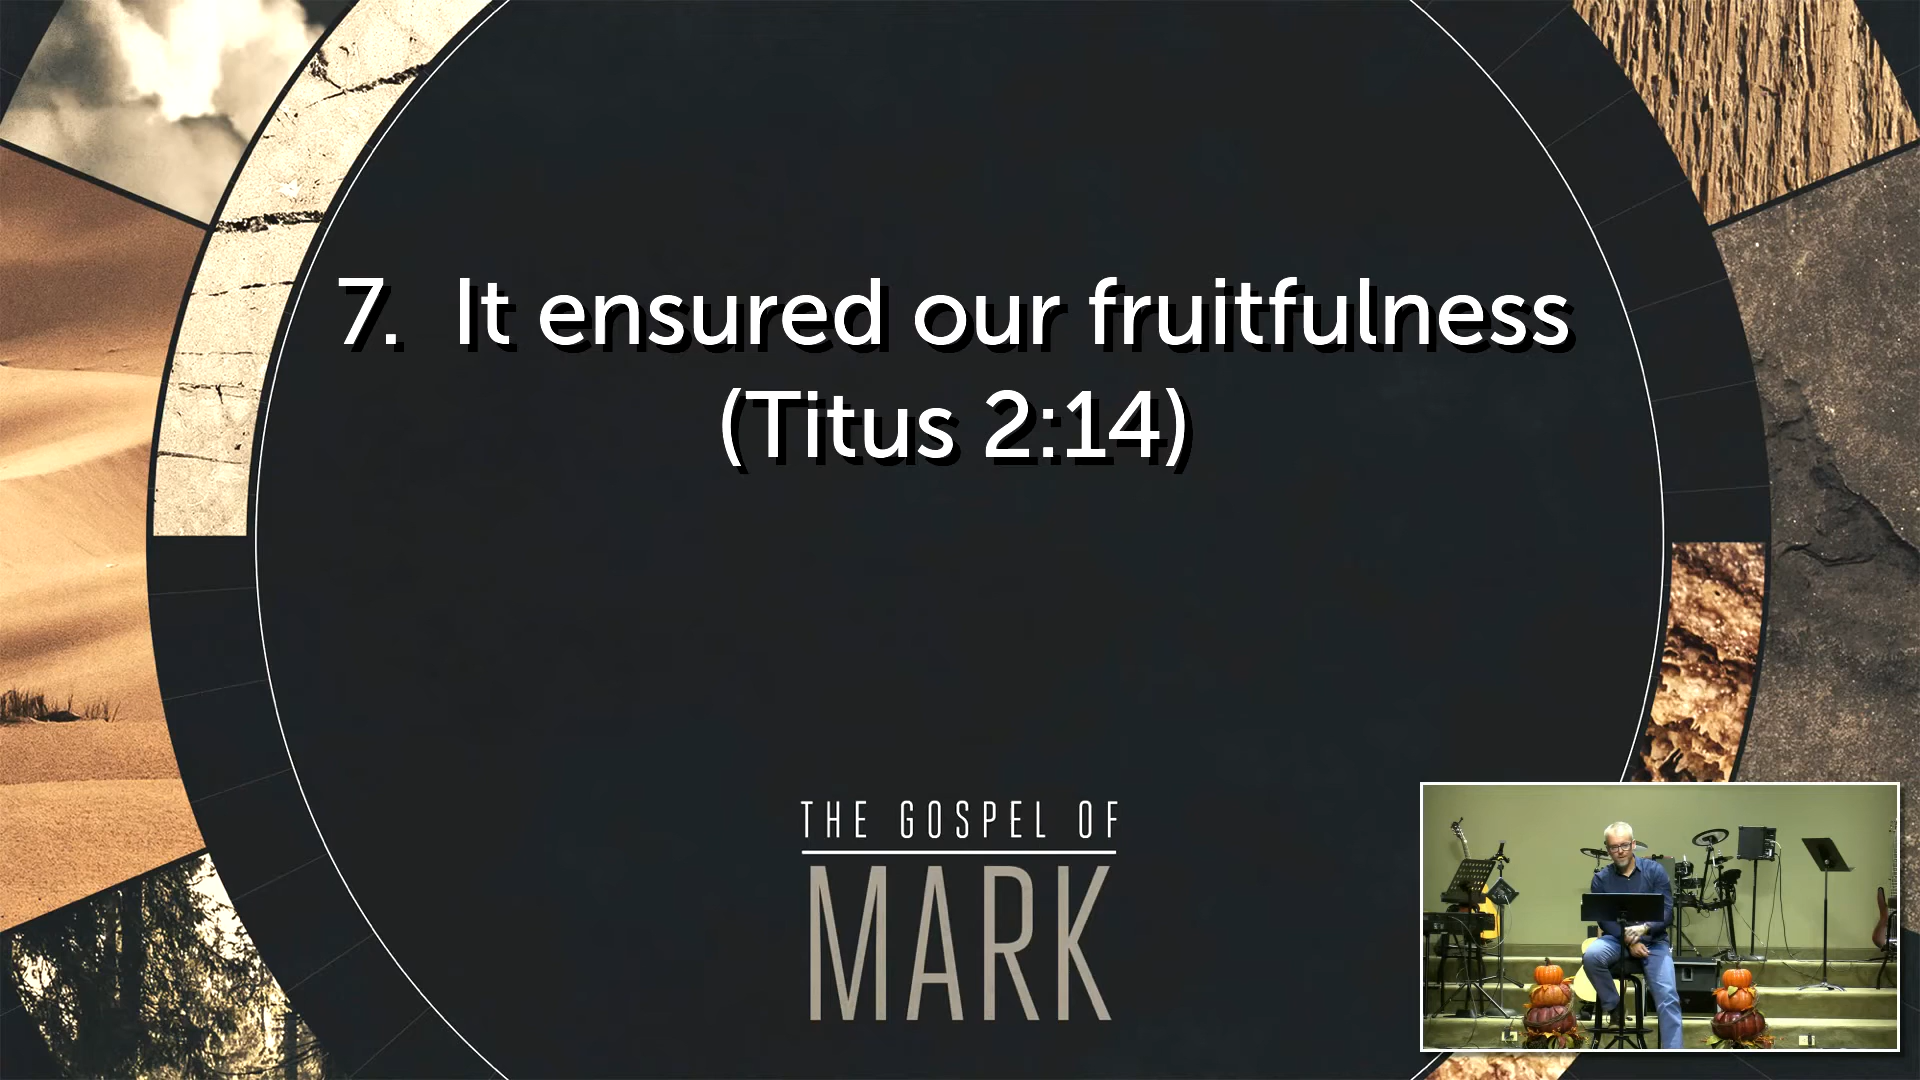 7. It ensured our fruitfulness
(Titus 2:14)
THE GOSPEL OF
MARK